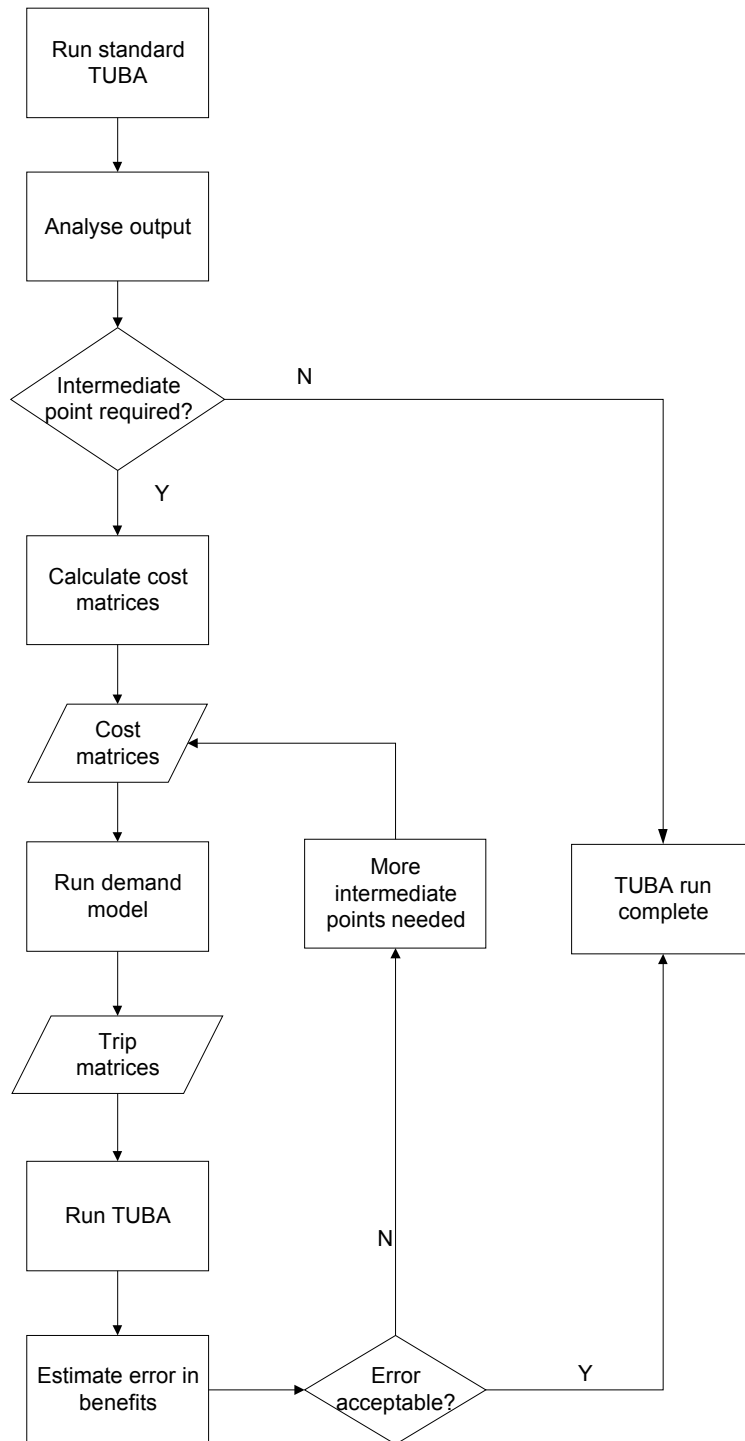 Run standard
TUBA
Analyse output
Intermediate
point required?
N
Y
Calculate cost
matrices
Cost
matrices
Run demand
model
More
intermediate
points needed
TUBA run
complete
Trip
matrices
Run TUBA
N
Estimate error in
benefits
Error
acceptable?
Y